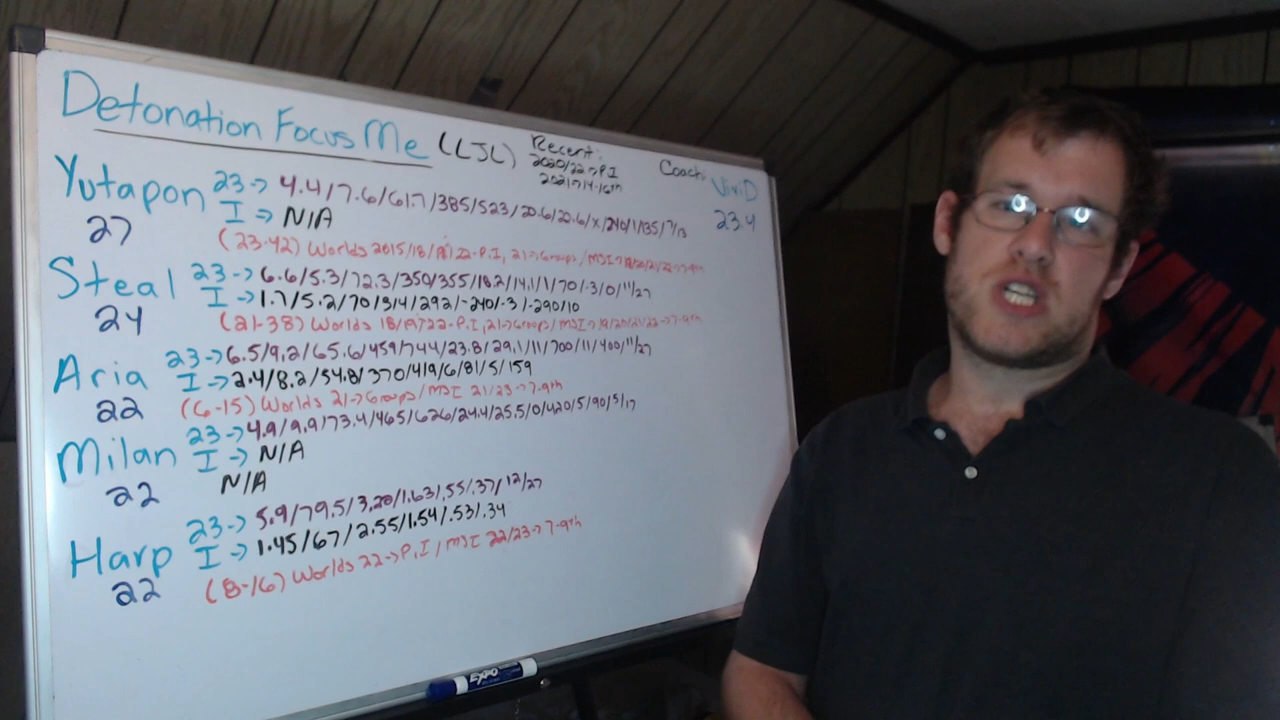 Detonation Focus Me (LJL)
Recent:
2020/22->P.I
2021->14-16th
Coach: ViviD
23.4
Yutapon 23-> 4.4/7.6/61.7/385/523/20.6/20.6/x/240/1/135/7/13
27 I-> N/A
(23-42) Worlds 2015/18/19/22-P.I, 21->Groups/MSI->
Steal 23-> 6.6/5.3/72.3/350/355/18.2/14.1/1/70/-3/0/11/27
24 I-> 1.7/5.2/70/314/292/-240/-3/-290/10
(21-38) Worlds 18/19/22-P.I, 21->Groups/MSI->19/20/21/22->7-9th
Aria 23-> 6.5/9.2/65.6/459/744/23.8/29.1/11/700/11/400/11/27
22 I-> 2.4/8.2/54.8/370/419/6/81/5/159
(6-15) Worlds 21->Groups/MSI 21/23->7-9th
Milan 23-> 4.9/9.9/73.4/465/626/24.4/25.5/0/420/5/90/5/17
22 I-> N/A
N/A
Harp 23-> 5.9/79.5/3.20/1.63/.55/.37/12/27
22 I-> 1.45/67/2.55/1.54/.53/.34
(8-16) Worlds 22->P.I/MSI 22/23->7-9th
EXPO